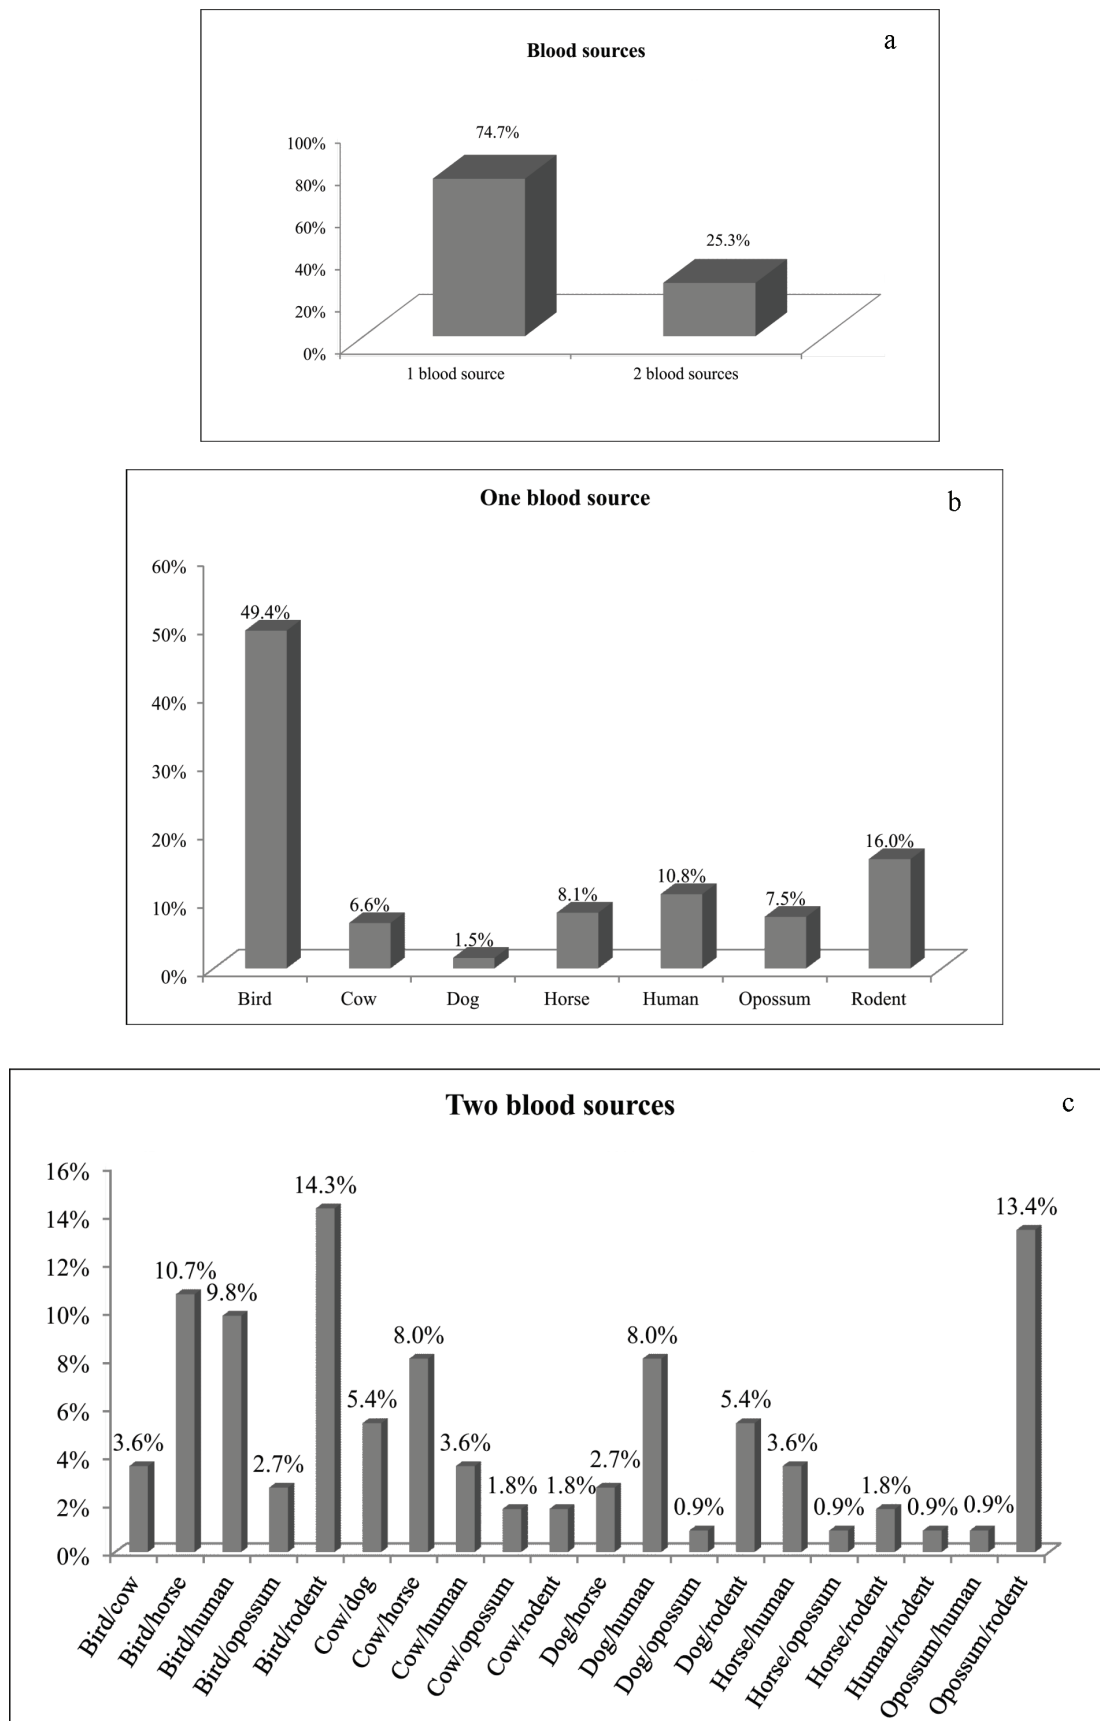 a
Blood sources
74.7%
100%
80%
25.3%
60%
40%
20%
0%
1 blood source 2 blood sources
One blood source
b
60%
49.4%
50%
40%
30%
20%
16.0%
10.8%
8.1%
7.5%
6.6%
10%
1.5%
0%
Bird Cow Dog Horse Human Opossum Rodent
Two blood sources
c
16%
14.3%
13.4%
14%
12%
10.7%
9.8%
10%
8.0% 8.0%
8%
5.4% 5.4%
6%
3.6% 3.6% 3.6%
4%
2.7% 2.7%
1.8% 1.8% 1.8%
2%
0.9% 0.9% 0.9% 0.9%
0%
Bird/cow
Bird/horse
Bird/human
Bird/opossum
Bird/rodent
Cow/dog
Cow/horse
Cow/human
Cow/opossum
Cow/rodent
Dog/horse
Dog/human
Dog/opossum
Dog/rodent
Horse/human
Horse/opossum
Horse/rodent
Human/rodent
Opossum/human
Opossum/rodent